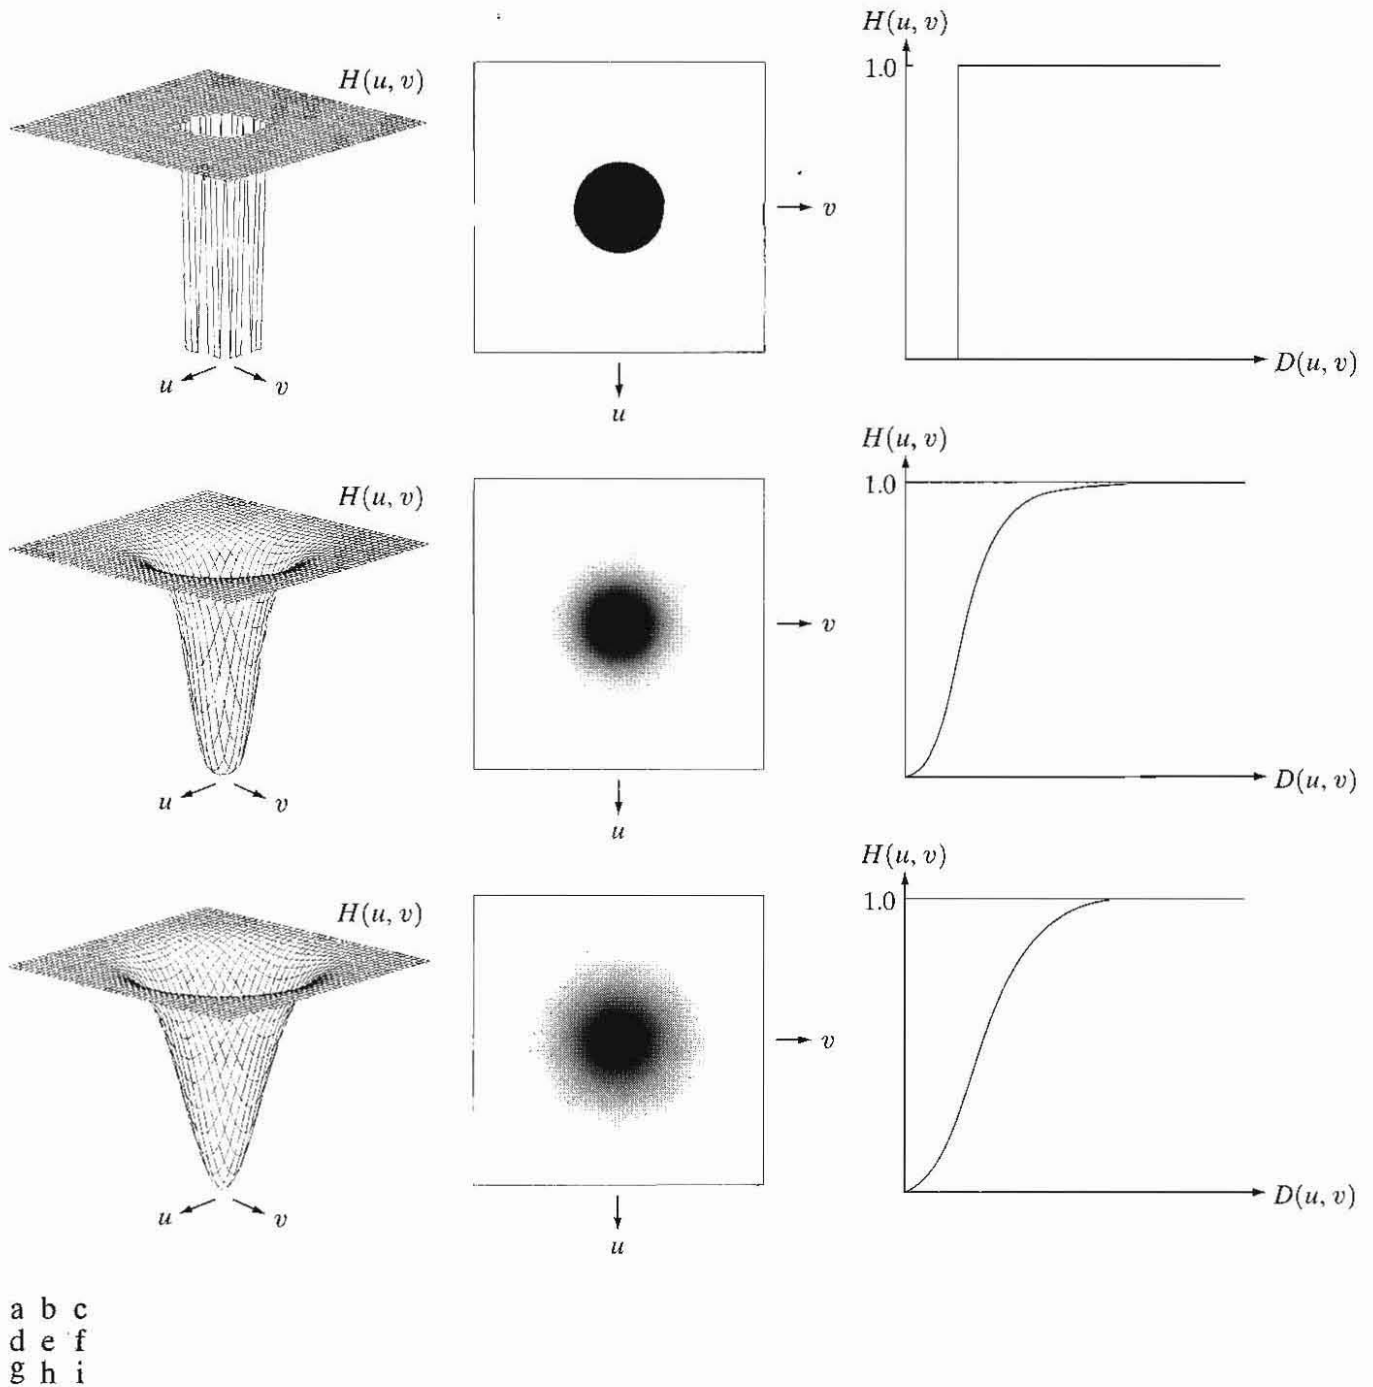 H(u, v)
H(u, v)
1.0
v
D(u, v)
u v
u
H(u, v)
H(u, v)
1.0
v
D(u, v)
u v
u
H(u, v)
H(u, v)
1.0
v
D(u, v)
u v
u
a b c
d e f
g h i